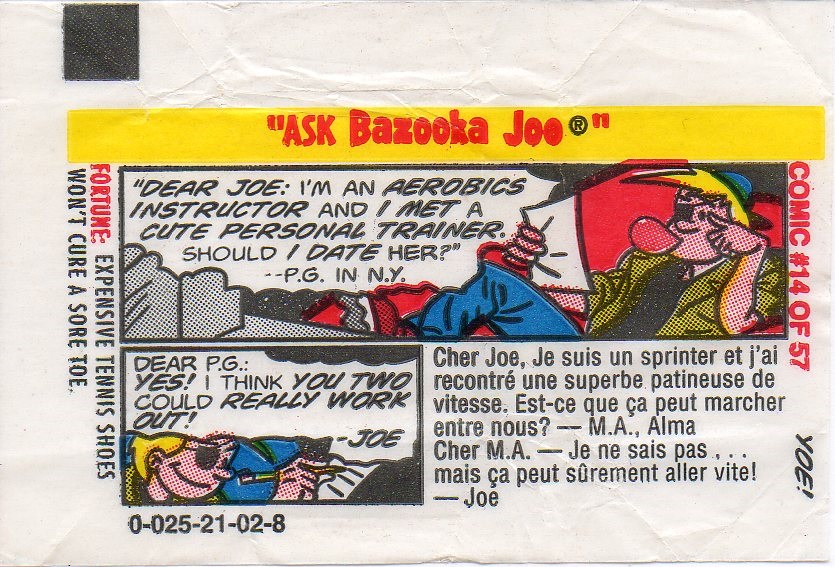 "ASK Bazooka Joe®"
FORTUNE: EXPENSIVE TENNIS SHOES
WON'T CURE A SORE TOE.
"DEAR JOE: I'M AN AEROBICS
INSTRUCTOR AND I MET A
CUTE PERSONAL TRAINER.
SHOULD I DATE HER?"
--P.G. IN N.Y.
COMIC #14 OF 57
DEAR P.G.:
YES! I THINK YOU TWO
COULD REALLY WORK
OUT!
-JOE
Cher Joe, Je suis un sprinter et j'ai
recontré une superbe patineuse de
vitesse. Est-ce que ça peut marcher
entre nous? — M.A., Alma
Cher M.A. — Je ne sais pas . . .
mais ça peut sûrement aller vite!
— Joe
YOE!
0-025-21-02-8